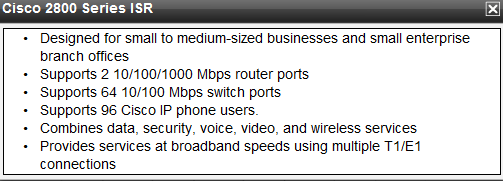 Cisco 2800 Series ISR
• Designed for small to medium-sized businesses and small enterprise
branch offices
• Supports 2 10/100/1000 Mbps router ports
• Supports 64 10/100 Mbps switch ports
• Supports 96 Cisco IP phone users.
• Combines data, security, voice, video, and wireless services
• Provides services at broadband speeds using multiple T1/E1
connections